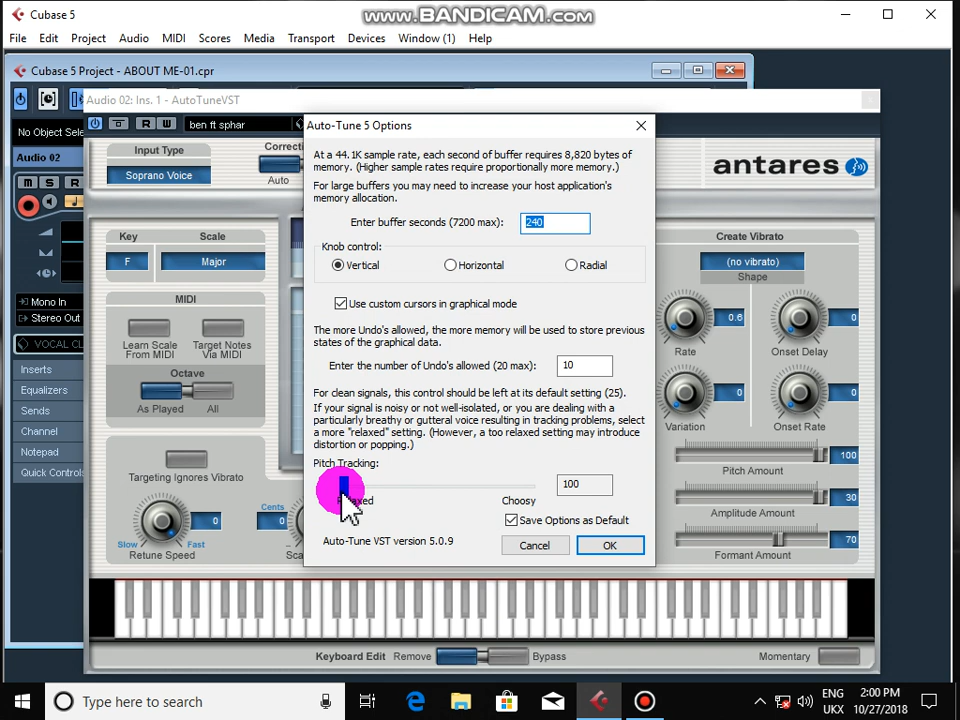 Cubase 5
www.BANDICAM.com
File Edit Project Audio MIDI Scores Media Transport Devices Window (1) Help
Cubase 5 Project - ABOUT ME-01.cpr
Audio 02: Ins. 1 - AutoTuneVST
R W ben ft sphar
No Object Sele
Audio 02
M S R
Mono In
Stereo Out
VOCAL CL
Inserts
Equalizers
Sends
Channel
Notepad
Quick Controls
Input Type
Soprano Voice
Correcti
Auto
antares
Key Scale
F Major
MIDI
Learn Scale From MIDI
Target Notes Via MIDI
Octave
As Played All
Targeting Ignores Vibrato
Cents
0 0
Slow Fast
Retune Speed
Sca
Auto-Tune 5 Options
At a 44.1K sample rate, each second of buffer requires 8,820 bytes of
memory. (Higher sample rates require proportionally more memory.)
For large buffers you may need to increase your host application's
memory allocation.
Enter buffer seconds (7200 max): 240
Knob control:
Vertical Horizontal Radial
Use custom cursors in graphical mode
The more Undo's allowed, the more memory will be used to store previous
states of the graphical data.
Enter the number of Undo's allowed (20 max): 10
For clean signals, this control should be left at its default setting (25).
If your signal is noisy or not well-isolated, or you are dealing with a
particularly breathy or gutteral voice resulting in tracking problems, select
a more "relaxed" setting. (However, a too relaxed setting may introduce
distortion or popping.)
Pitch Tracking:
100
Relaxed Choosy
Save Options as Default
Auto-Tune VST version 5.0.9
Cancel OK
Create Vibrato
(no vibrato)
Shape
0.6 0
Rate Onset Delay
0 0
Variation Onset Rate
100
Pitch Amount
30
Amplitude Amount
70
Formant Amount
Keyboard Edit Remove Bypass Momentary
Type here to search
ENG
UKX
2:00 PM
10/27/2018